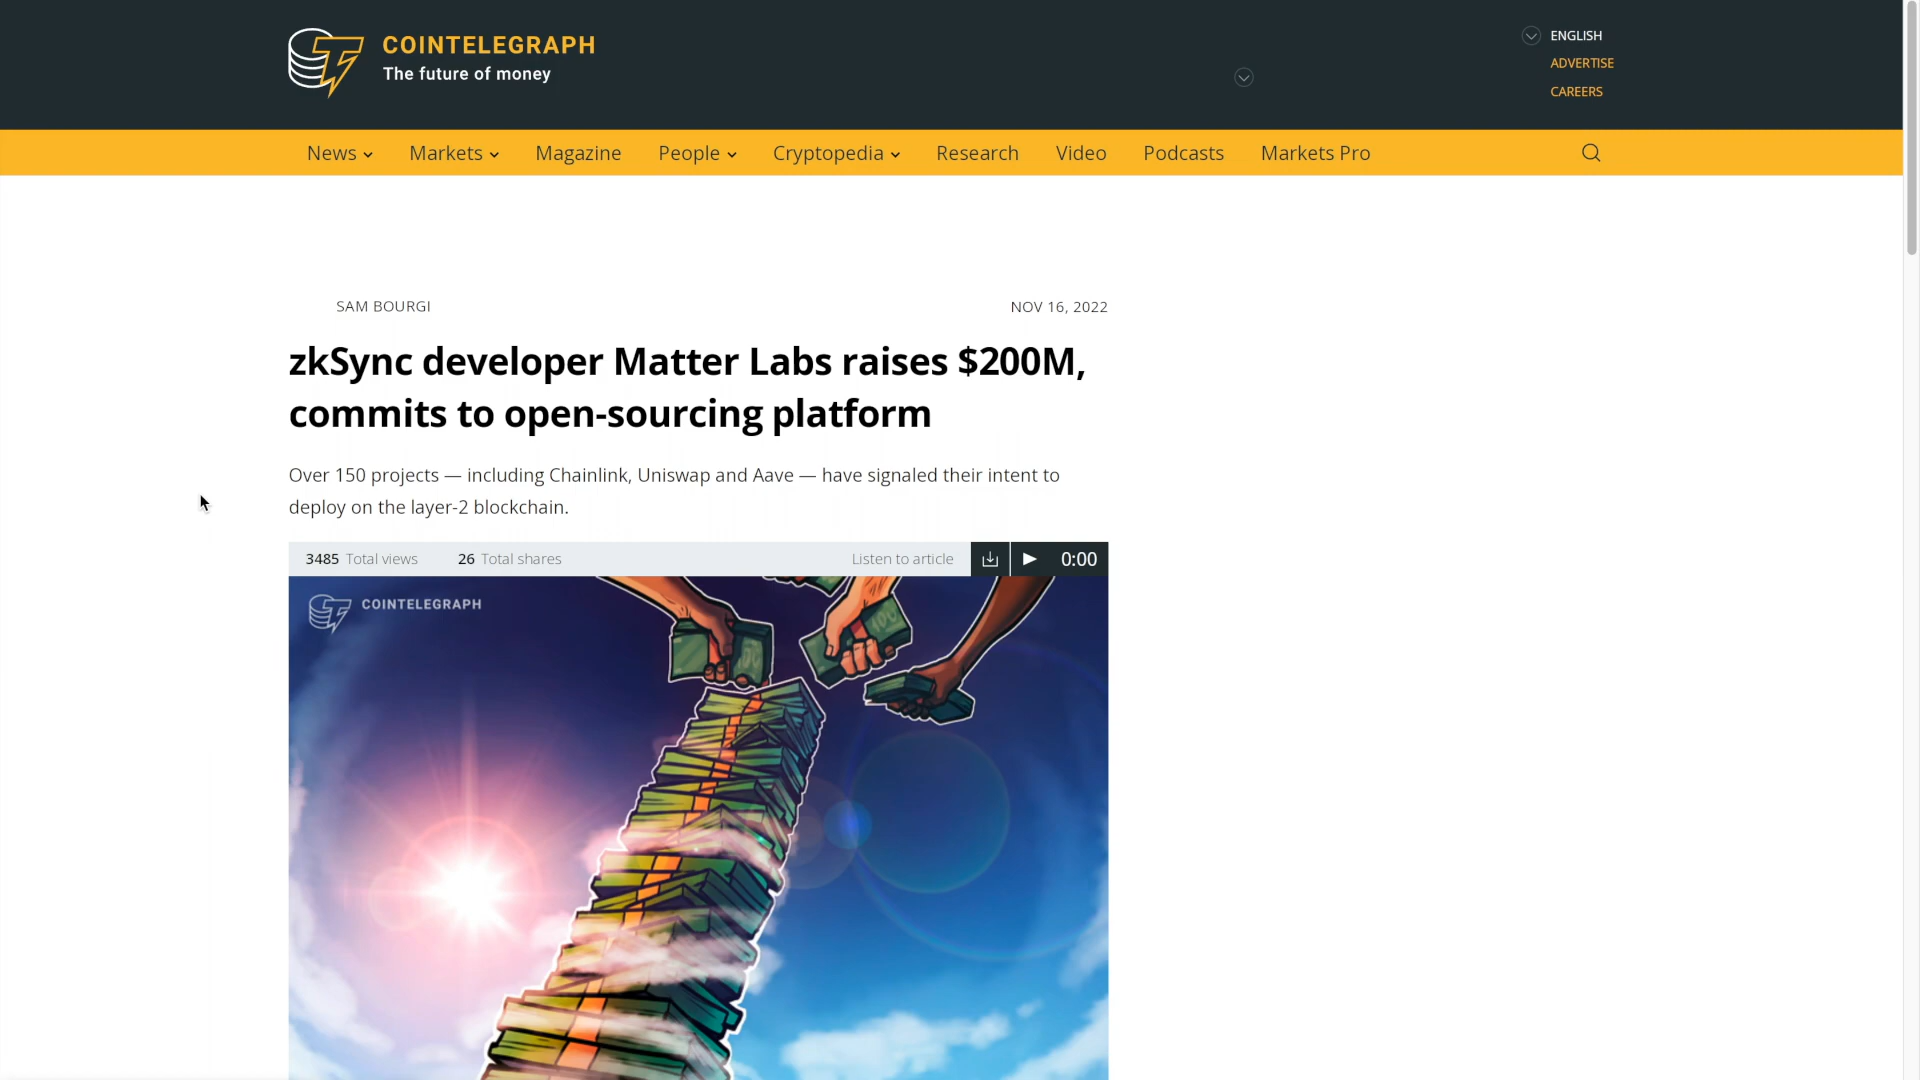 COINTELEGRAPH
The future of money
ENGLISH
ADVERTISE
CAREERS
News Markets Magazine People Cryptopedia Research Video Podcasts Markets Pro
SAM BOURGI NOV 16, 2022
zkSync developer Matter Labs raises $200M,
commits to open-sourcing platform
Over 150 projects — including Chainlink, Uniswap and Aave — have signaled their intent to
deploy on the layer-2 blockchain.
3485 Total views 26 Total shares Listen to article 0:00
COINTELEGRAPH